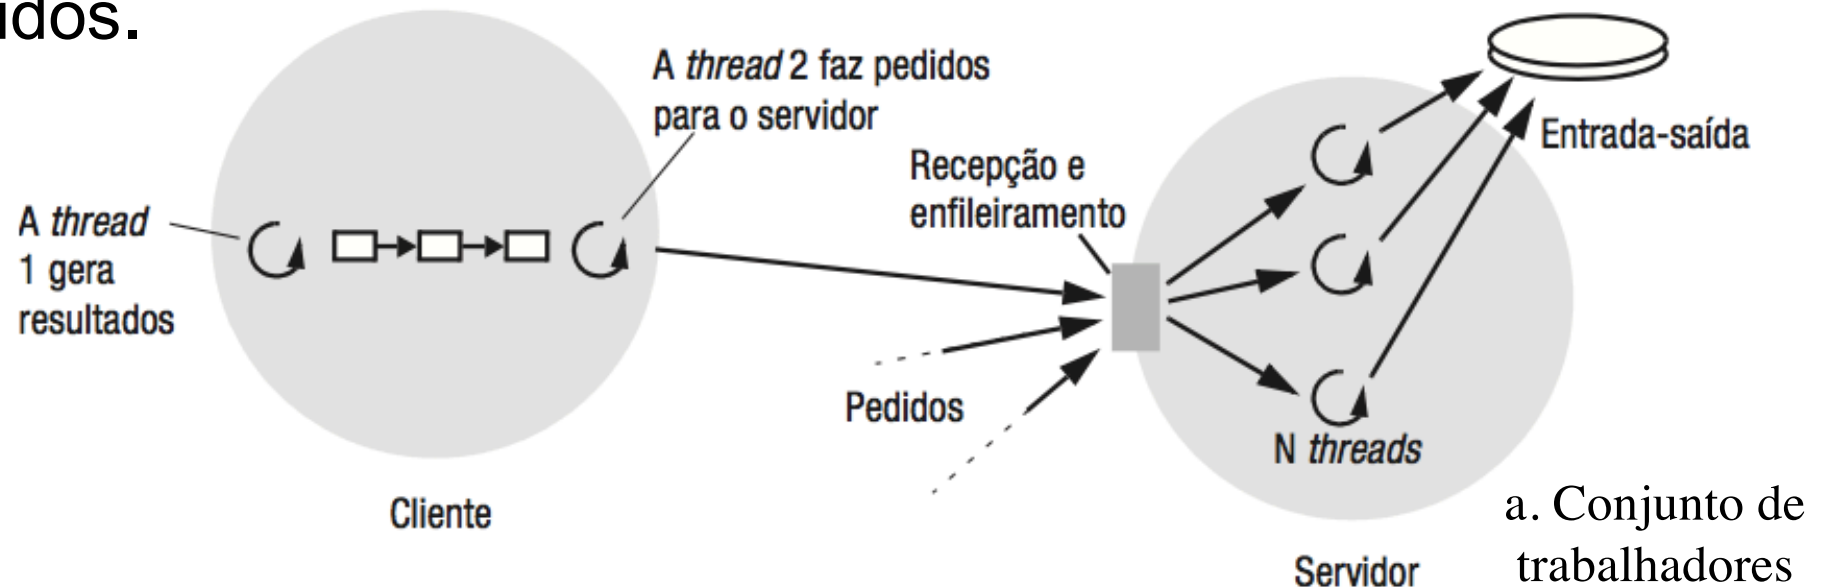 A thread 2 faz pedidos
para o servidor
A thread
1 gera
resultados
Cliente
Recepção e
enfileiramento
Pedidos
Entrada-saída
N threads
Servidor
a. Conjunto de
trabalhadores